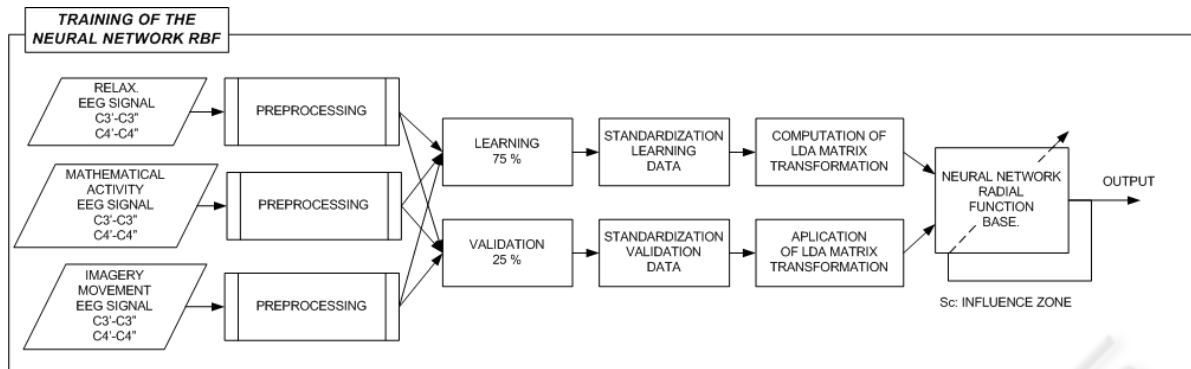 TRAINING OF THE
NEURAL NETWORK RBF
RELAX.
EEG SIGNAL
C3'-C3"
C4'-C4"
PREPROCESSING
MATHEMATICAL
ACTIVITY
EEG SIGNAL
C3'-C3"
C4'-C4"
PREPROCESSING
IMAGERY
MOVEMENT
EEG SIGNAL
C3'-C3"
C4'-C4"
PREPROCESSING
LEARNING
75 %
STANDARDIZATION
LEARNING
DATA
COMPUTATION OF
LDA MATRIX
TRANSFORMATION
VALIDATION
25 %
STANDARDIZATION
VALIDATION
DATA
APLICATION
OF LDA MATRIX
TRANSFORMATION
NEURAL NETWORK
RADIAL
FUNCTION
BASE.
OUTPUT
Sc: INFLUENCE ZONE